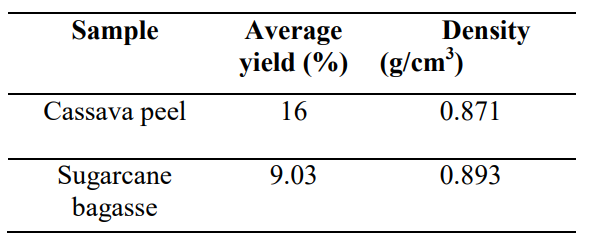 Sample Average Density
yield (%) (g/cm³)
Cassava peel 16 0.871
Sugarcane 9.03 0.893
bagasse